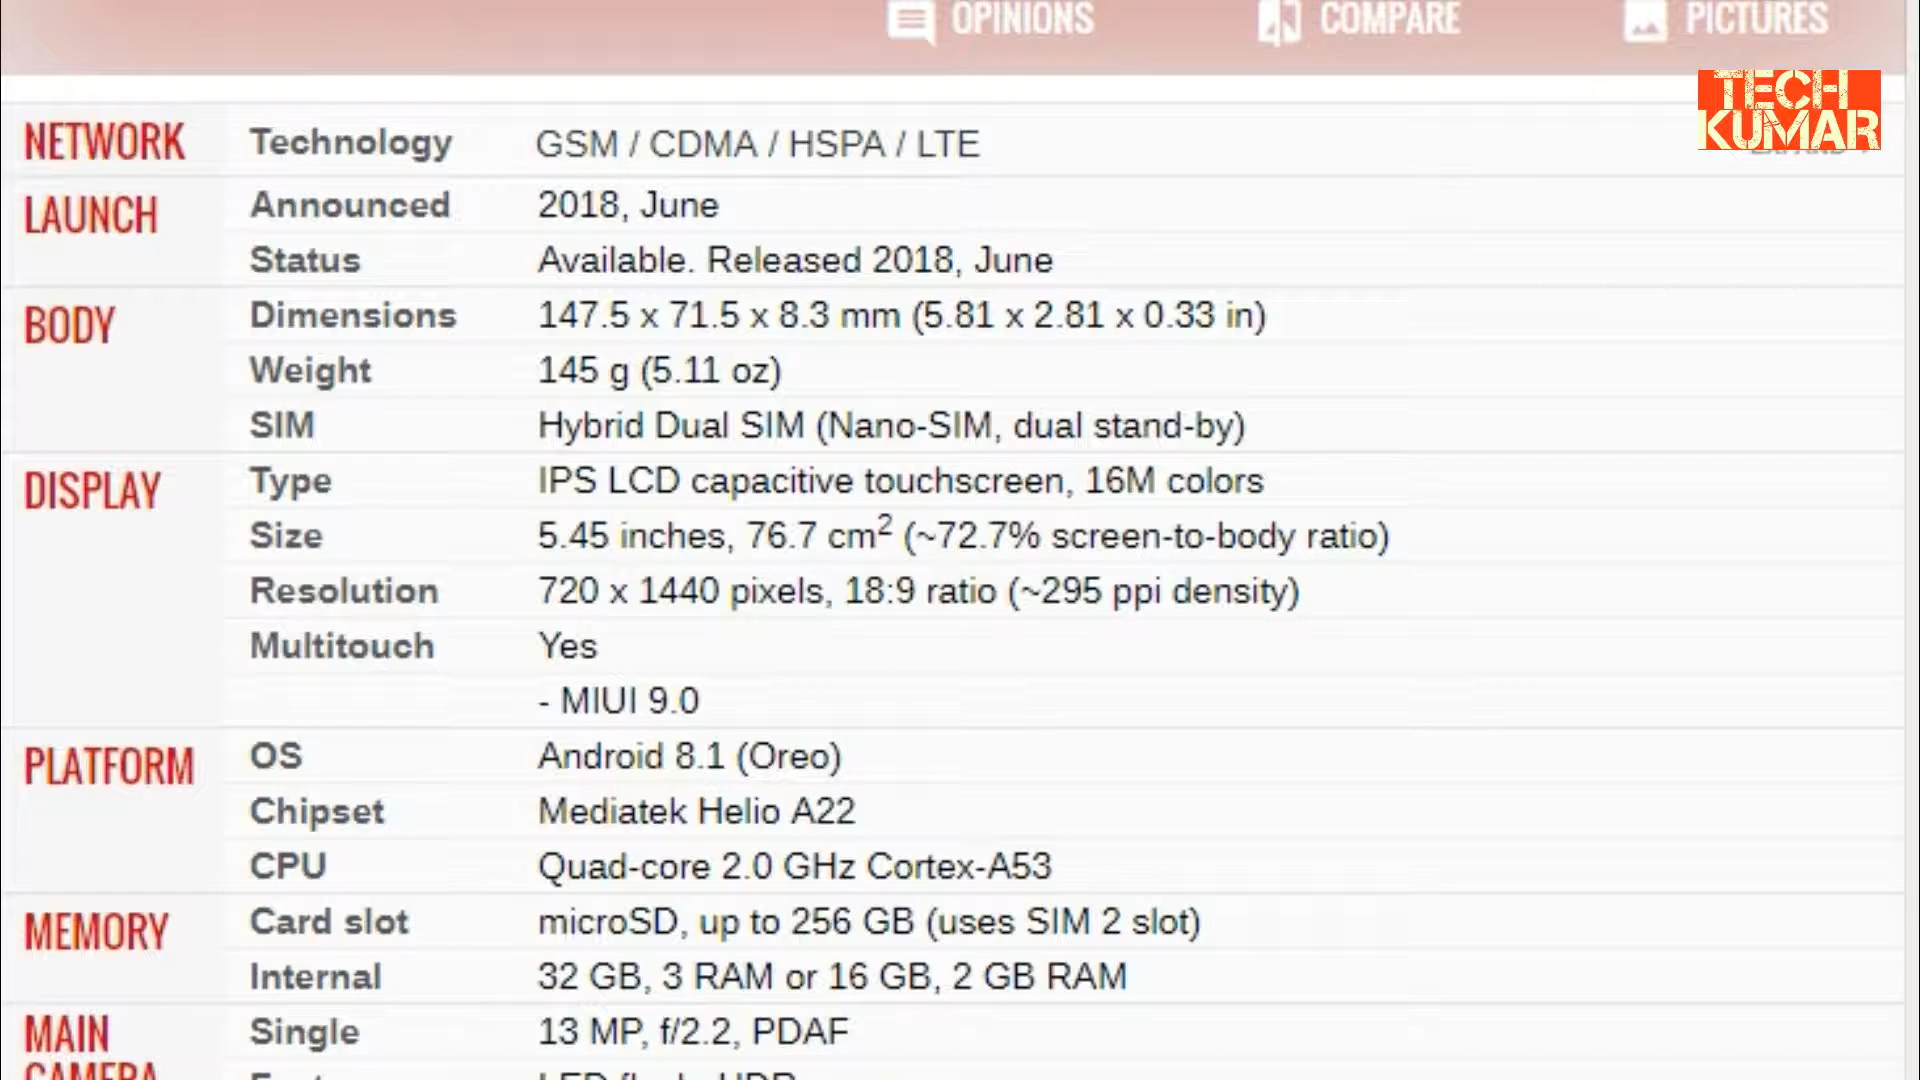 OPINIONS COMPARE PICTURES
TECH
KUMAR
NETWORK Technology GSM / CDMA / HSPA / LTE
LAUNCH Announced 2018, June
Status Available. Released 2018, June
BODY Dimensions 147.5 x 71.5 x 8.3 mm (5.81 x 2.81 x 0.33 in)
Weight 145 g (5.11 oz)
SIM Hybrid Dual SIM (Nano-SIM, dual stand-by)
DISPLAY Type IPS LCD capacitive touchscreen, 16M colors
Size 5.45 inches, 76.7 cm² (~72.7% screen-to-body ratio)
Resolution 720 x 1440 pixels, 18:9 ratio (~295 ppi density)
Multitouch Yes
- MIUI 9.0
PLATFORM OS Android 8.1 (Oreo)
Chipset Mediatek Helio A22
CPU Quad-core 2.0 GHz Cortex-A53
MEMORY Card slot microSD, up to 256 GB (uses SIM 2 slot)
Internal 32 GB, 3 RAM or 16 GB, 2 GB RAM
MAIN Single 13 MP, f/2.2, PDAF
CAMERA